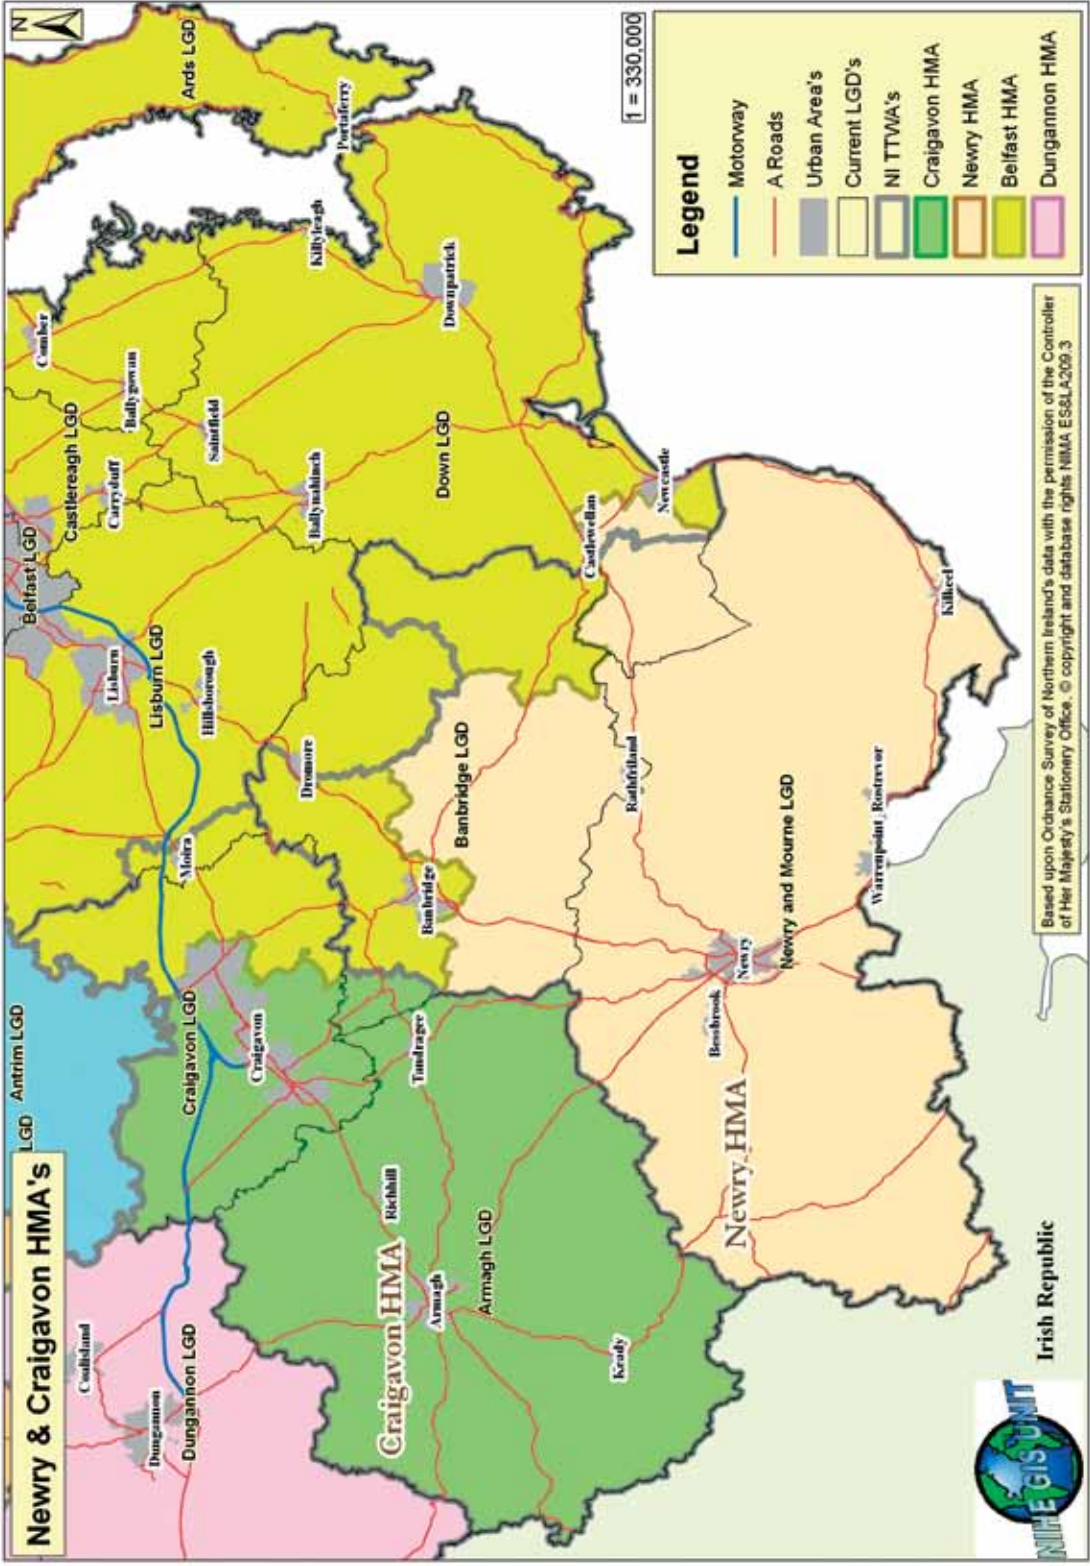 Newry & Craigavon HMA's
N
LGD
Antrim LGD
Belfast LGD
Castlereagh LGD
Comber
Ards LGD
Coalisland
Dungannon
Dungannon LGD
Craigavon LGD
Moira
Lisburn
Lisburn LGD
Hillsborough
Carryduff
Ballygowan
Saintfield
Killyleagh
Portaferry
Craigavon
Dromore
Ballynahinch
Richhill
Craigavon HMA
Armagh
Armagh LGD
Tandragee
Banbridge
Banbridge LGD
Down LGD
Downpatrick
Keady
Rathfriland
Castlewellan
Newcastle
Newry HMA
Bessbrook
Newry
Newry and Mourne LGD
Warrenpoint
Rostrevor
Kilkeel
Irish Republic
NIHE GIS UNIT
1 = 330,000
Legend
Motorway
A Roads
Urban Area's
Current LGD's
NI TTWA's
Craigavon HMA
Newry HMA
Belfast HMA
Dungannon HMA
Based upon Ordnance Survey of Northern Ireland's data with the permission of the Controller
of Her Majesty's Stationery Office. © copyright and database rights NIMA ES&LA209.3